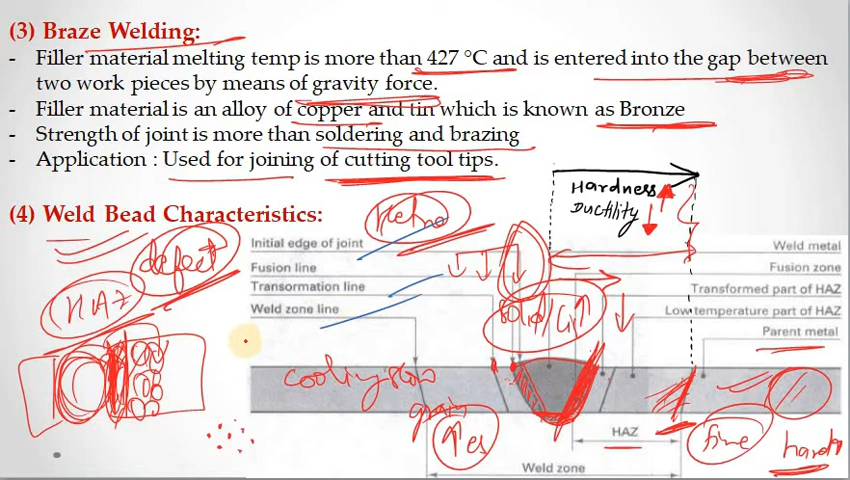 (3) Braze Welding:
- Filler material melting temp is more than 427 °C and is entered into the gap between
two work pieces by means of gravity force.
- Filler material is an alloy of copper and tin which is known as Bronze
- Strength of joint is more than soldering and brazing
- Application : Used for joining of cutting tool tips.
Hardness
Ductility
(4) Weld Bead Characteristics:
defect
HAZ
Initial edge of joint
Weld metal
Fusion line
Fusion zone
Transormation line
Transformed part of HAZ
Weld zone line
Low temperature part of HAZ
Parent metal
cooling slow
grain
es
fine
hard
HAZ
Weld zone